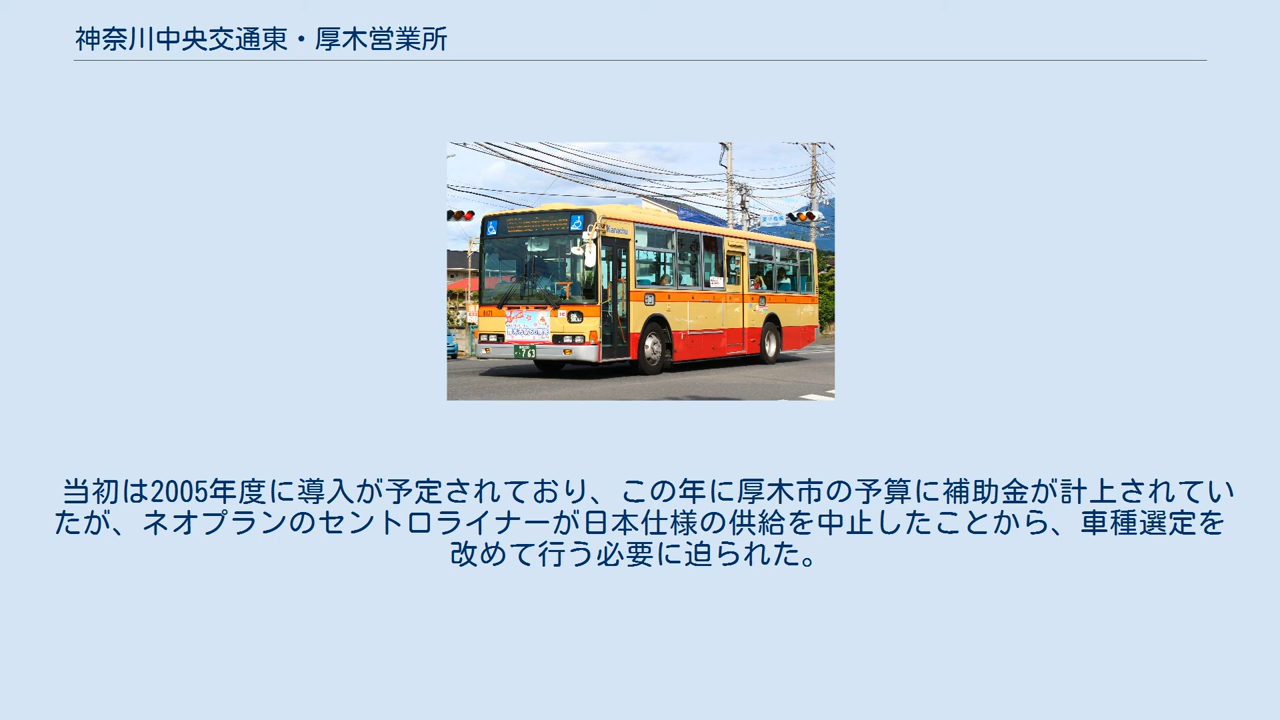 神奈川中央交通東・厚木営業所
Kanachu
・763
当初は2005年度に導入が予定されており、この年に厚木市の予算に補助金が計上されてい
たが、ネオプランのセントロライナーが日本仕様の供給を中止したことから、車種選定を
改めて行う必要に迫られた。